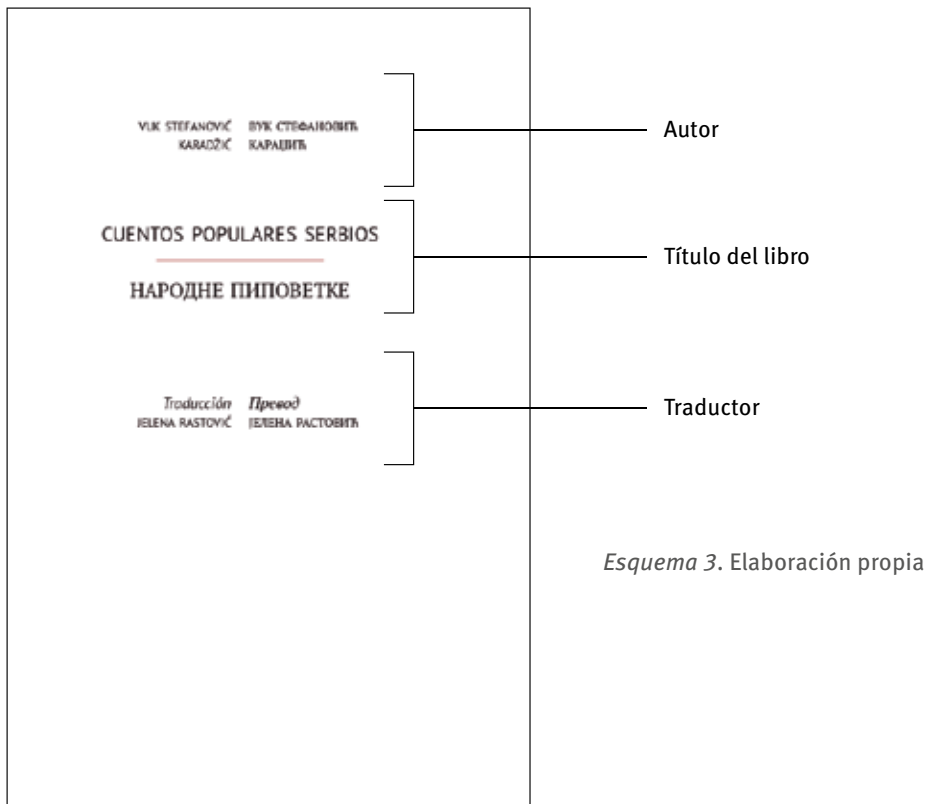 VUK STEFANOVIĆ ВУК СТЕФАНОВИЋ
KARADŽIĆ КАРАЏИЋ
Autor
CUENTOS POPULARES SERBIOS
НАРОДНЕ ПИПОВЕТКЕ
Título del libro
Traducción Превод
JELENA RASTOVIĆ ЈЕЛЕНА РАСТОВИЋ
Traductor
Esquema 3. Elaboración propia